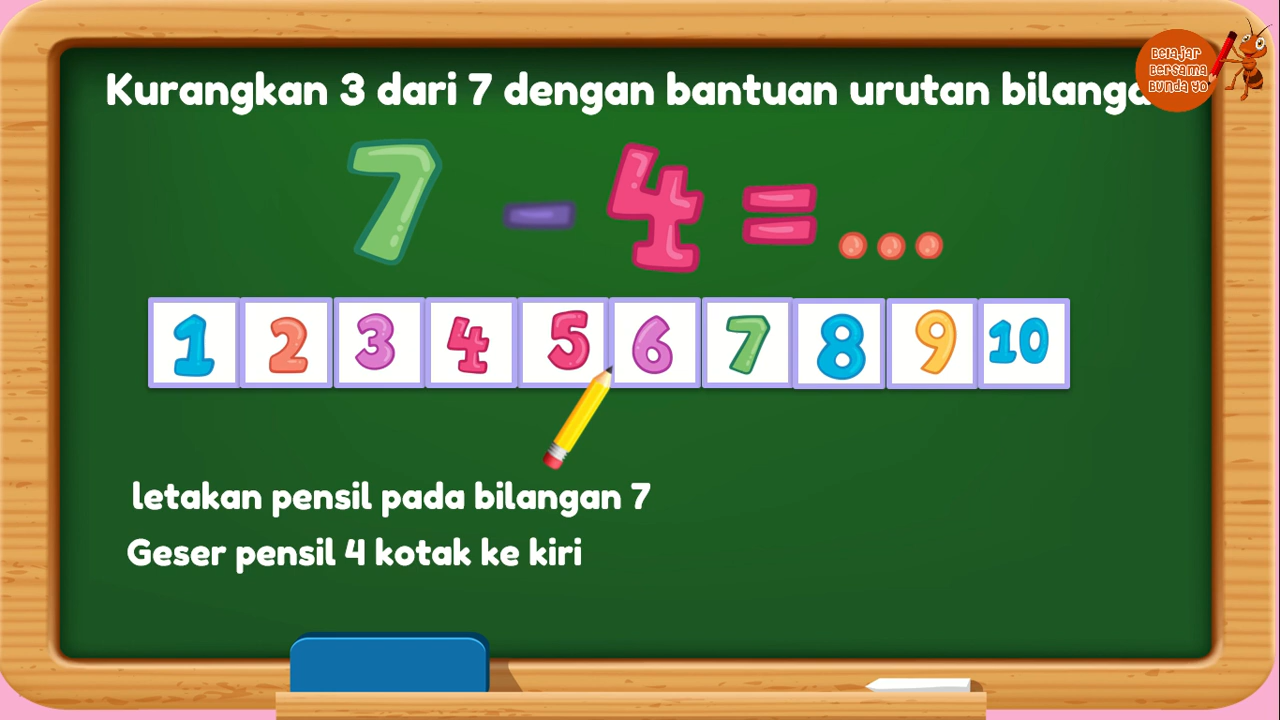 Kurangkan 3 dari 7 dengan bantuan urutan bilanga
Belajar
Bersama
Bunda Yo
7 - 4 = ...
1 2 3 4 5 6 7 8 9 10
letakan pensil pada bilangan 7
Geser pensil 4 kotak ke kiri